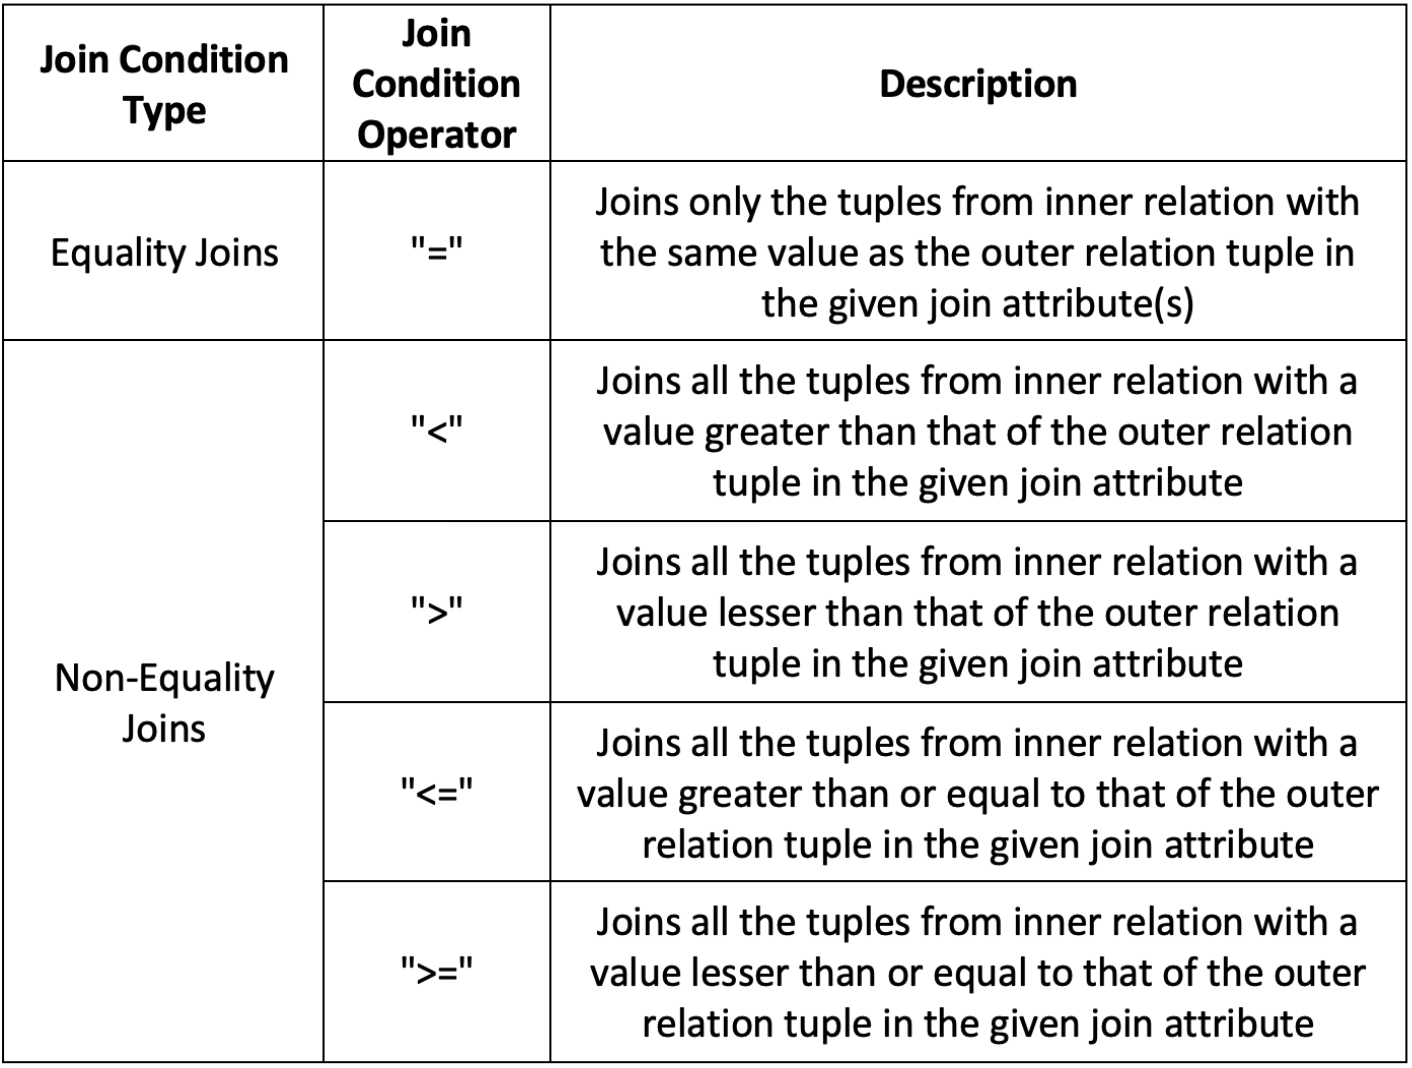 Join Condition
Type
Join
Condition
Operator
Description
Equality Joins
"="
Joins only the tuples from inner relation with
the same value as the outer relation tuple in
the given join attribute(s)
Non-Equality
Joins
"<"
Joins all the tuples from inner relation with a
value greater than that of the outer relation
tuple in the given join attribute
">"
Joins all the tuples from inner relation with a
value lesser than that of the outer relation
tuple in the given join attribute
"<="
Joins all the tuples from inner relation with a
value greater than or equal to that of the outer
relation tuple in the given join attribute
">="
Joins all the tuples from inner relation with a
value lesser than or equal to that of the outer
relation tuple in the given join attribute